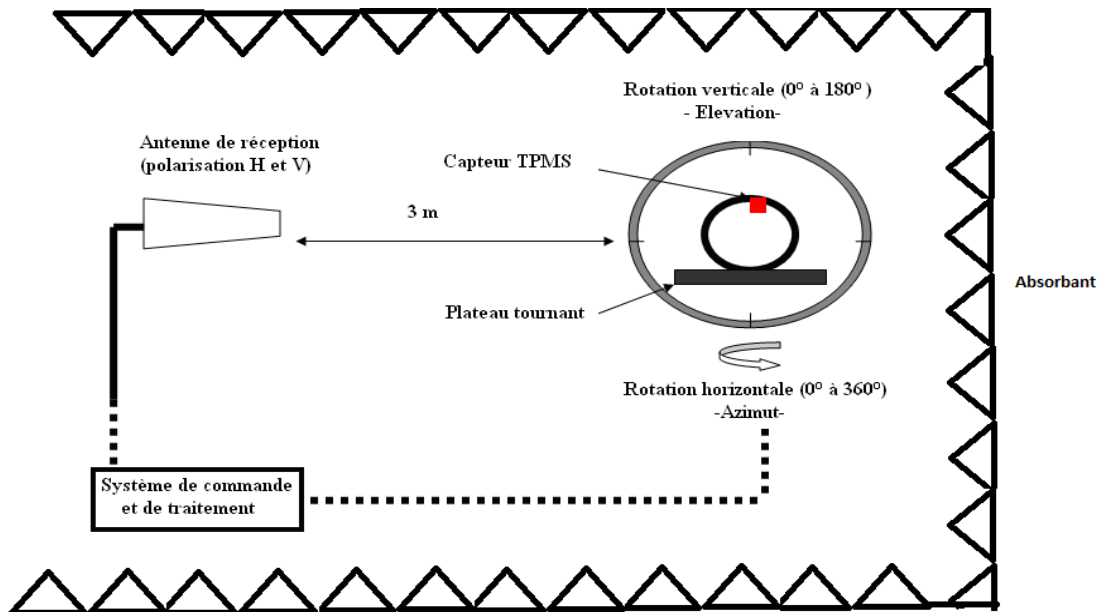 Rotation verticale (0° à 180° )
- Elevation-
Antenne de réception
(polarisation H et V)
Capteur TPMS
3 m
Absorbant
Plateau tournant
Rotation horizontale (0° à 360°)
-Azimut-
Système de commande
et de traitement